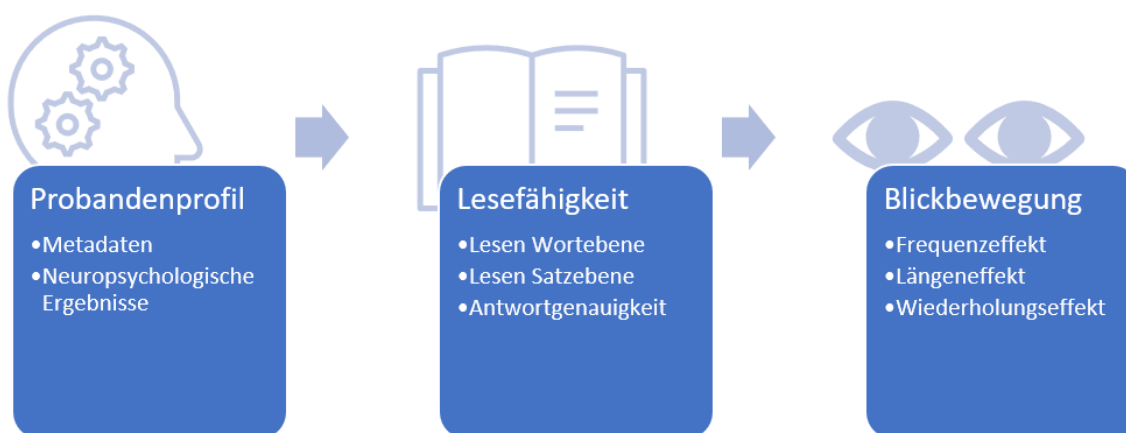 Probandenprofil
•Metadaten
•Neuropsychologische
Ergebnisse
Lesefähigkeit
•Lesen Wortebene
•Lesen Satzebene
•Antwortgenauigkeit
Blickbewegung
•Frequenzeffekt
•Längeneffekt
•Wiederholungseffekt